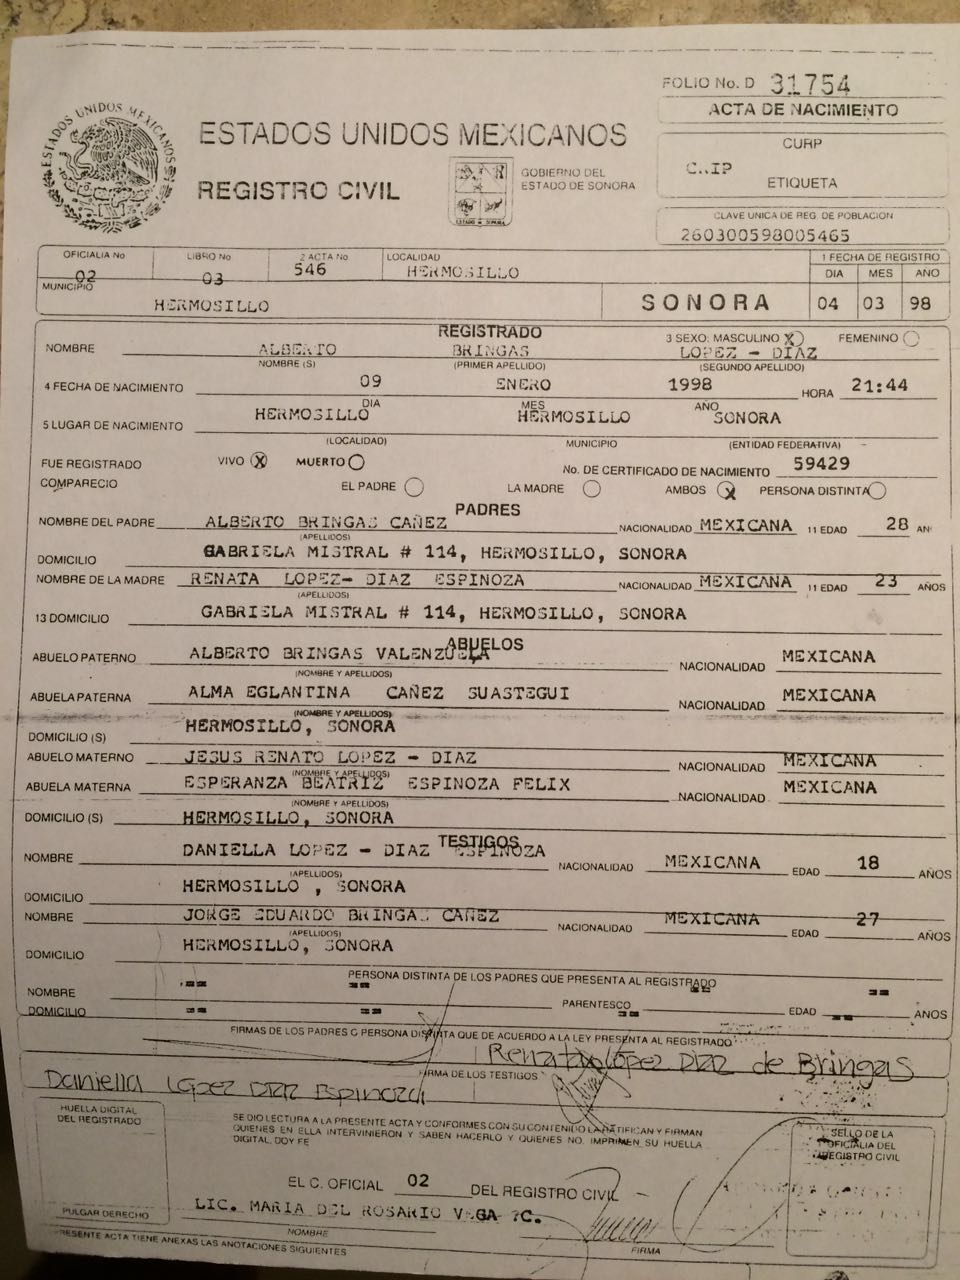 FOLIO No. D 31754
ACTA DE NACIMIENTO
ESTADOS UNIDOS MEXICANOS
ESTADOS UNIDOS MEXICANOS
REGISTRO CIVIL
GOBIERNO DEL
ESTADO DE SONORA
CURP
ETIQUETA
CLAVE UNICA DE REG. DE POBLACION
260300598005465
OFICIALIA No LIBRO No 2 ACTA No LOCALIDAD 1 FECHA DE REGISTRO
02 03 546 HERMOSILLO DIA MES AÑO
MUNICIPIO
HERMOSILLO SONORA 04 03 98
REGISTRADO
3 SEXO: MASCULINO X FEMENINO
NOMBRE ALBERTO BRINGAS LOPEZ - DIAZ
NOMBRE (S) (PRIMER APELLIDO) (SEGUNDO APELLIDO)
4 FECHA DE NACIMIENTO 09 ENERO 1998 HORA 21:44
DIA MES AÑO
5 LUGAR DE NACIMIENTO HERMOSILLO HERMOSILLO SONORA
(LOCALIDAD) MUNICIPIO (ENTIDAD FEDERATIVA)
FUE REGISTRADO VIVO X MUERTO No. DE CERTIFICADO DE NACIMIENTO 59429
COMPARECIO EL PADRE LA MADRE AMBOS X PERSONA DISTINTA
PADRES
NOMBRE DEL PADRE ALBERTO BRINGAS CAÑEZ NACIONALIDAD MEXICANA 11 EDAD 28 AÑ
(APELLIDOS)
DOMICILIO GABRIELA MISTRAL # 114, HERMOSILLO, SONORA
NOMBRE DE LA MADRE RENATA LOPEZ- DIAZ ESPINOZA NACIONALIDAD MEXICANA 11 EDAD 23 AÑOS
(APELLIDOS)
13 DOMICILIO GABRIELA MISTRAL # 114, HERMOSILLO, SONORA
ABUELOS
ABUELO PATERNO ALBERTO BRINGAS VALENZUELA NACIONALIDAD MEXICANA
(NOMBRE Y APELLIDOS)
ABUELA PATERNA ALMA EGLANTINA CAÑEZ SUASTEGUI NACIONALIDAD MEXICANA
(NOMBRE Y APELLIDOS)
DOMICILIO (S) HERMOSILLO, SONORA
ABUELO MATERNO JESUS RENATO LOPEZ - DIAZ NACIONALIDAD MEXICANA
(NOMBRE Y APELLIDOS)
ABUELA MATERNA ESPERANZA BEATRIZ ESPINOZA FELIX NACIONALIDAD MEXICANA
(NOMBRE Y APELLIDOS)
DOMICILIO (S) HERMOSILLO, SONORA
TESTIGOS
NOMBRE DANIELLA LOPEZ - DIAZ ESPINOZA NACIONALIDAD MEXICANA EDAD 18 AÑOS
(APELLIDOS)
DOMICILIO HERMOSILLO , SONORA
NOMBRE JORGE EDUARDO BRINGAS CAÑEZ NACIONALIDAD MEXICANA EDAD 27 AÑOS
(APELLIDOS)
DOMICILIO HERMOSILLO, SONORA
PERSONA DISTINTA DE LOS PADRES QUE PRESENTA AL REGISTRADO
NOMBRE
DOMICILIO PARENTESCO EDAD AÑOS
FIRMAS DE LOS PADRES O PERSONA DISTINTA QUE DE ACUERDO A LA LEY PRESENTA AL REGISTRADO
Renata López Díaz de Bringas
FIRMA DE LOS TESTIGOS
Daniella López Díaz Espinoza
HUELLA DIGITAL
DEL REGISTRADO
SE DIO LECTURA A LA PRESENTE ACTA Y CONFORMES CON SU CONTENIDO LA RATIFICAN Y FIRMAN
QUIENES EN ELLA INTERVINIERON Y SABEN HACERLO Y QUIENES NO, IMPRIMEN SU HUELLA
DIGITAL. DOY FE
SELLO DE LA
OFICIALIA DEL
REGISTRO CIVIL
EL C. OFICIAL 02 DEL REGISTRO CIVIL
LIC. MARIA DEL ROSARIO VEGA C.
PULGAR DERECHO
NOMBRE FIRMA
PRESENTE ACTA TIENE ANEXAS LAS ANOTACIONES SIGUIENTES